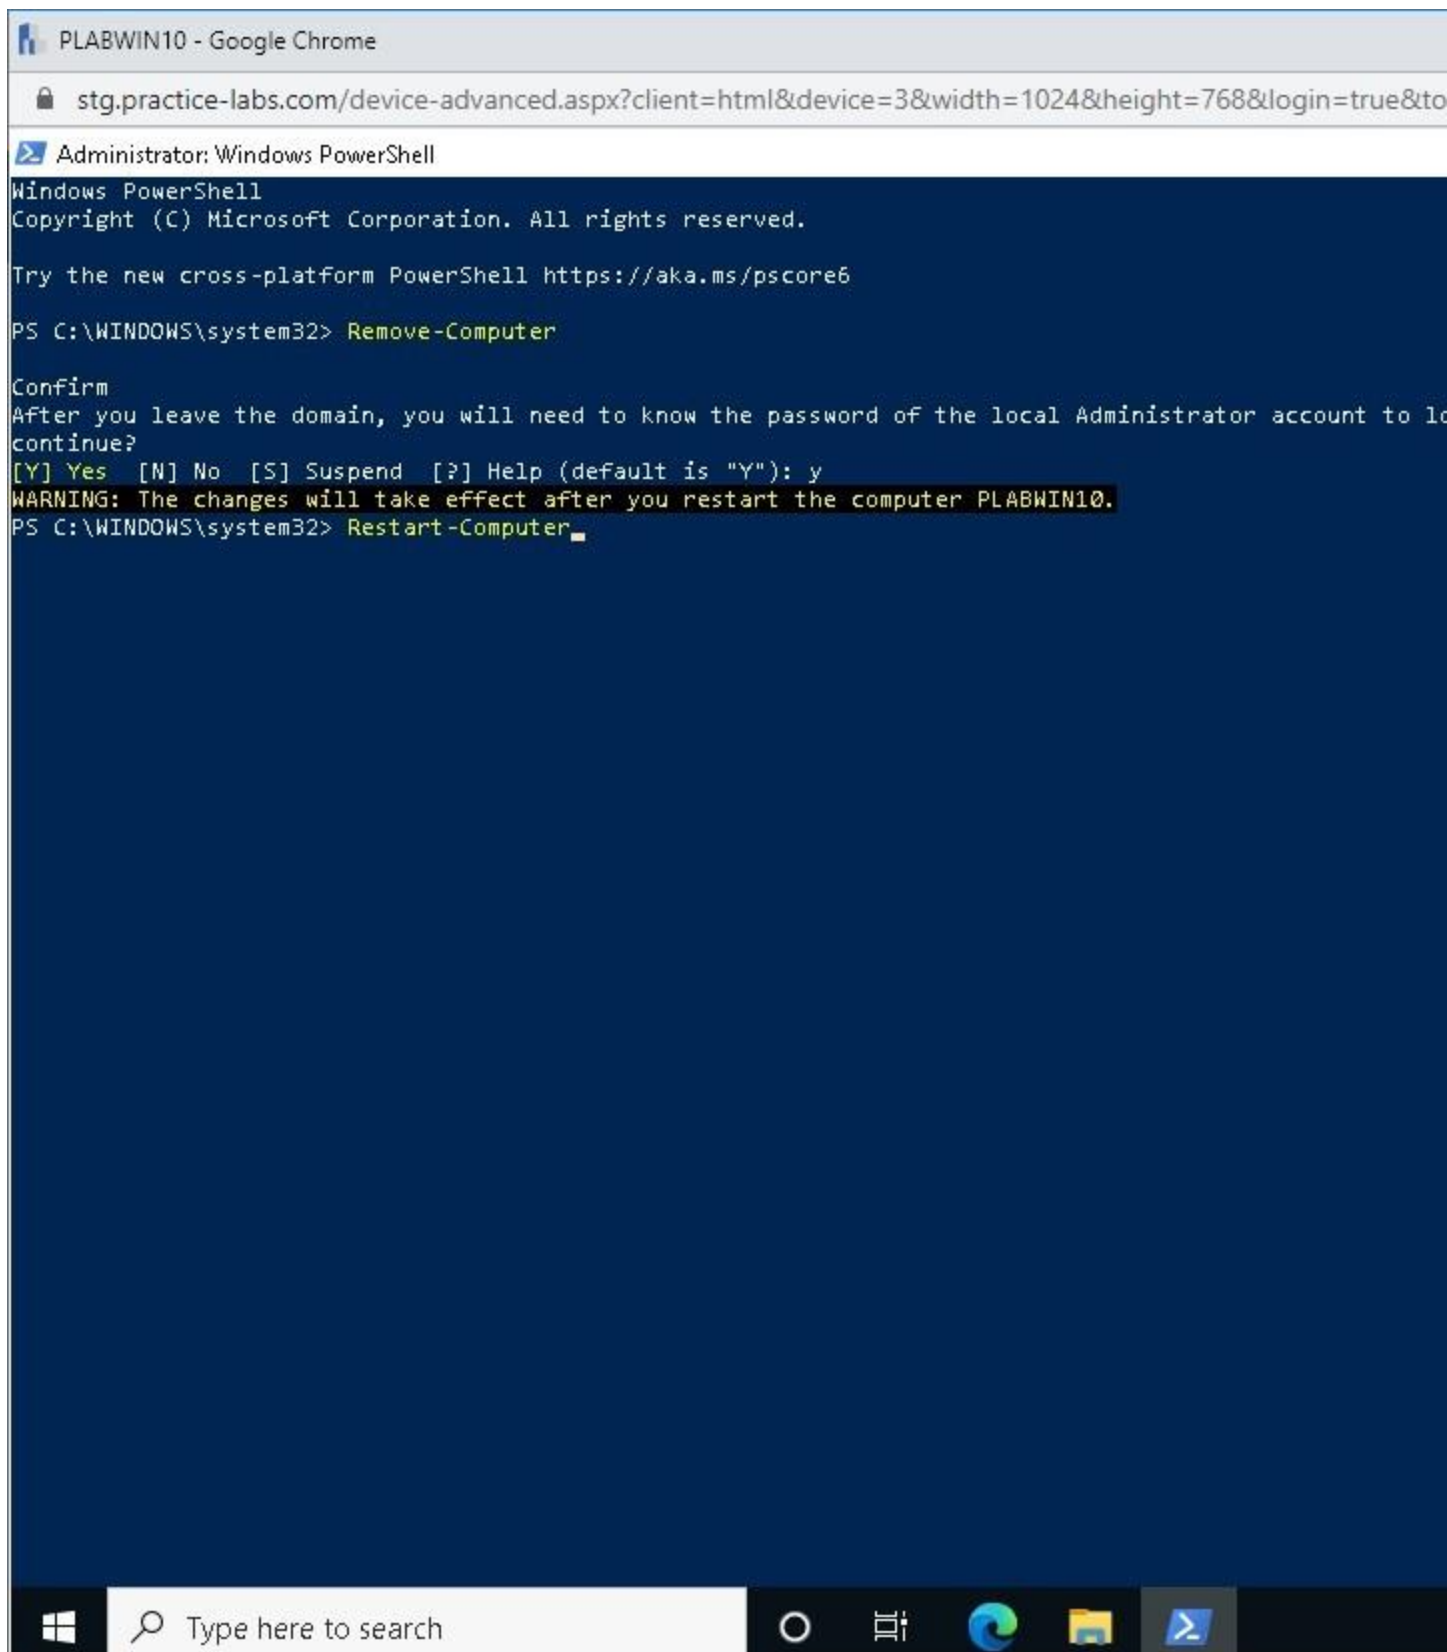 PLABWIN10 - Google Chrome
stg.practice-labs.com/device-advanced.aspx?client=html&device=3&width=1024&height=768&login=true&to
Administrator: Windows PowerShell
Windows PowerShell
Copyright (C) Microsoft Corporation. All rights reserved.
Try the new cross-platform PowerShell https://aka.ms/pscore6
PS C:\WINDOWS\system32> Remove-Computer
Confirm
After you leave the domain, you will need to know the password of the local Administrator account to lo
continue?
[Y] Yes  [N] No  [S] Suspend  [?] Help (default is "Y"): y
WARNING: The changes will take effect after you restart the computer PLABWIN10.
PS C:\WINDOWS\system32> Restart-Computer
Type here to search